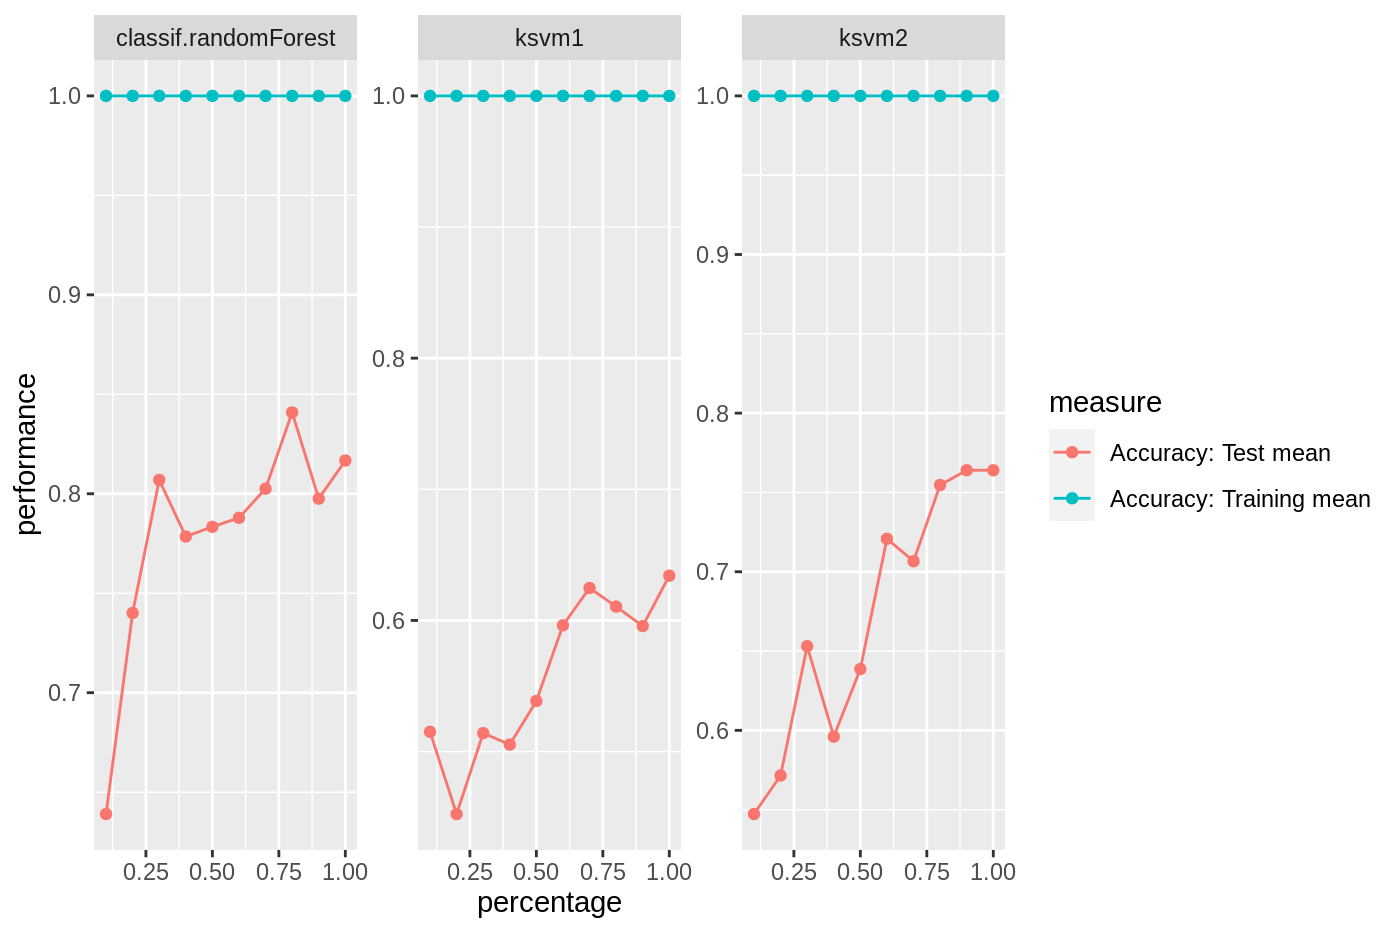 classif.randomForest ksvm1 ksvm2
1.0 1.0 1.0
0.9
0.9
0.8
0.8
0.8
0.7
0.7
0.6
0.6
0.25 0.50 0.75 1.00 0.25 0.50 0.75 1.00 0.25 0.50 0.75 1.00
percentage
performance
measure
Accuracy: Test mean
Accuracy: Training mean